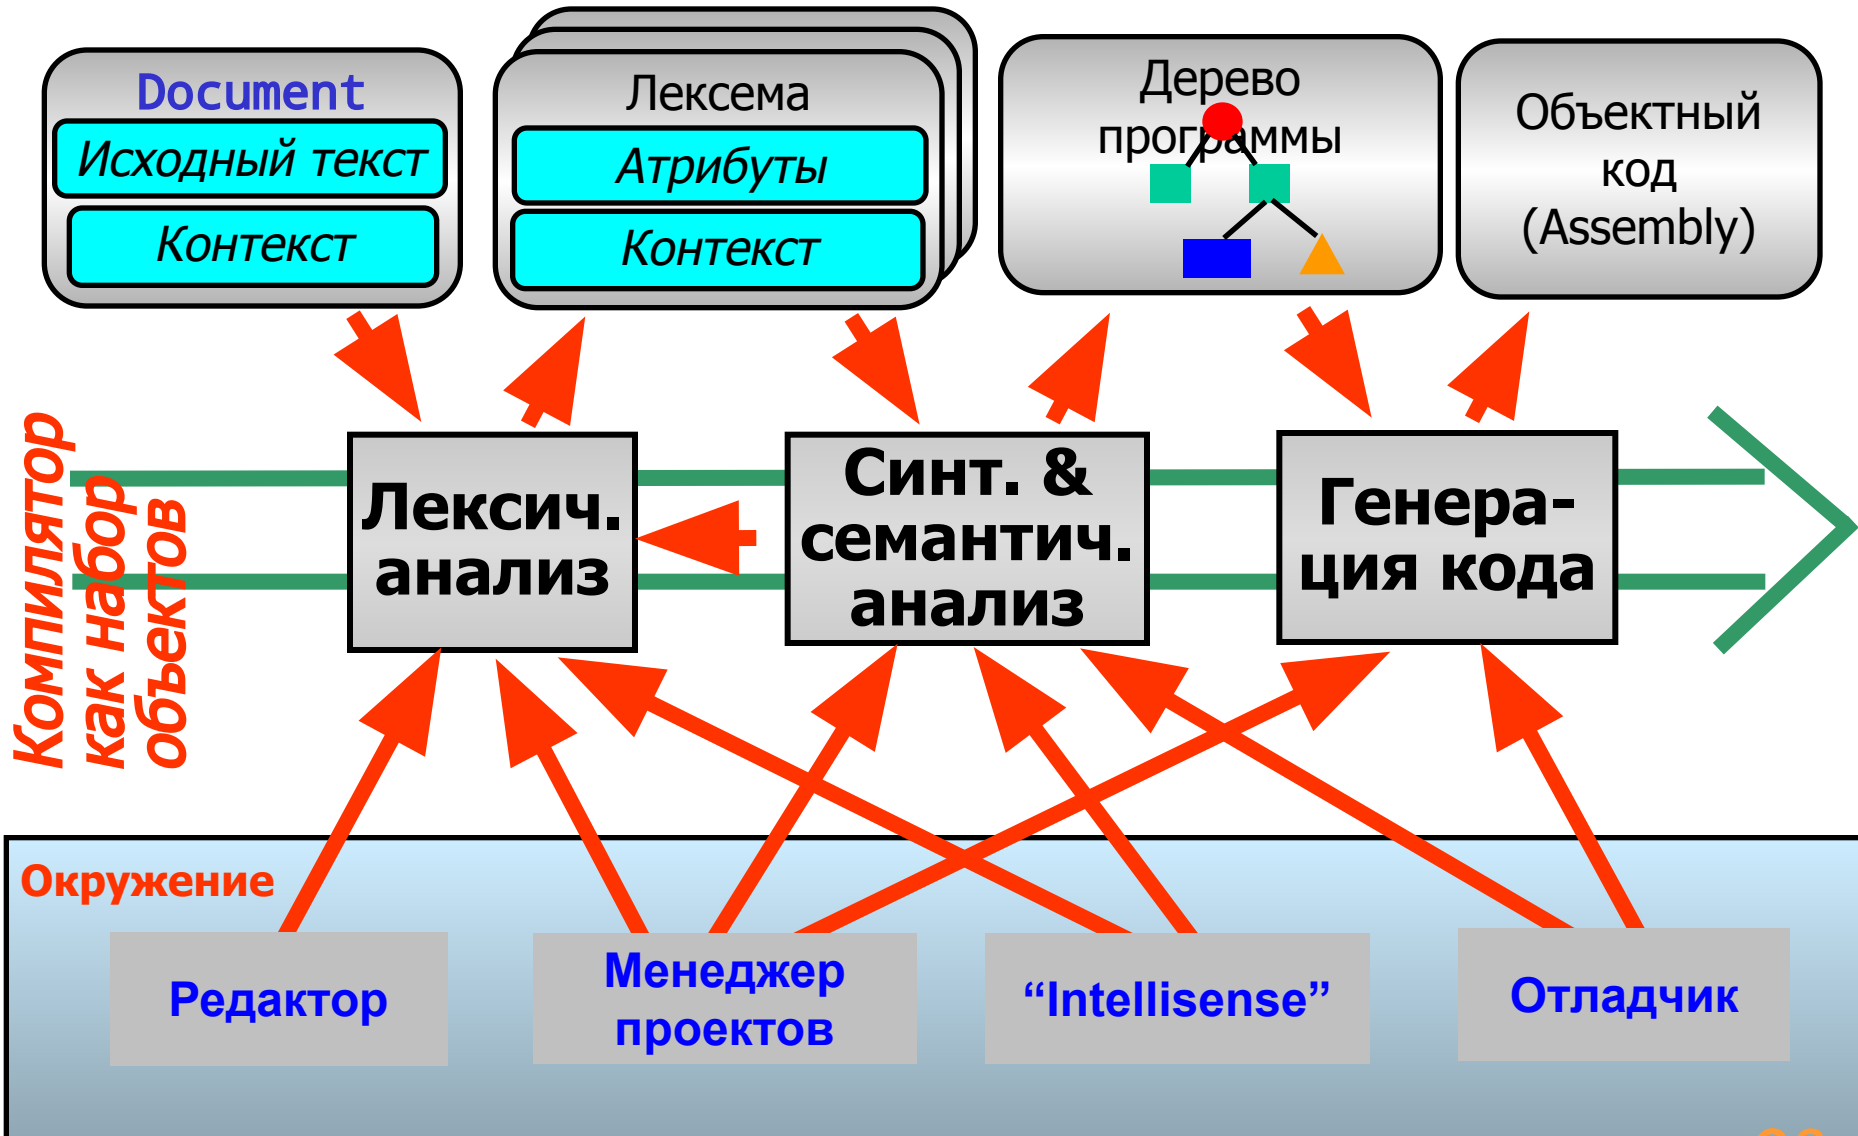 Document
Исходный текст
Контекст
Лексема
Атрибуты
Контекст
Дерево
программы
Объектный
код
(Assembly)
Компилятор
как набор
объектов
Лексич.
анализ
Синт. &
семантич.
анализ
Генера-
ция кода
Окружение
Редактор
Менеджер
проектов
“Intellisense”
Отладчик